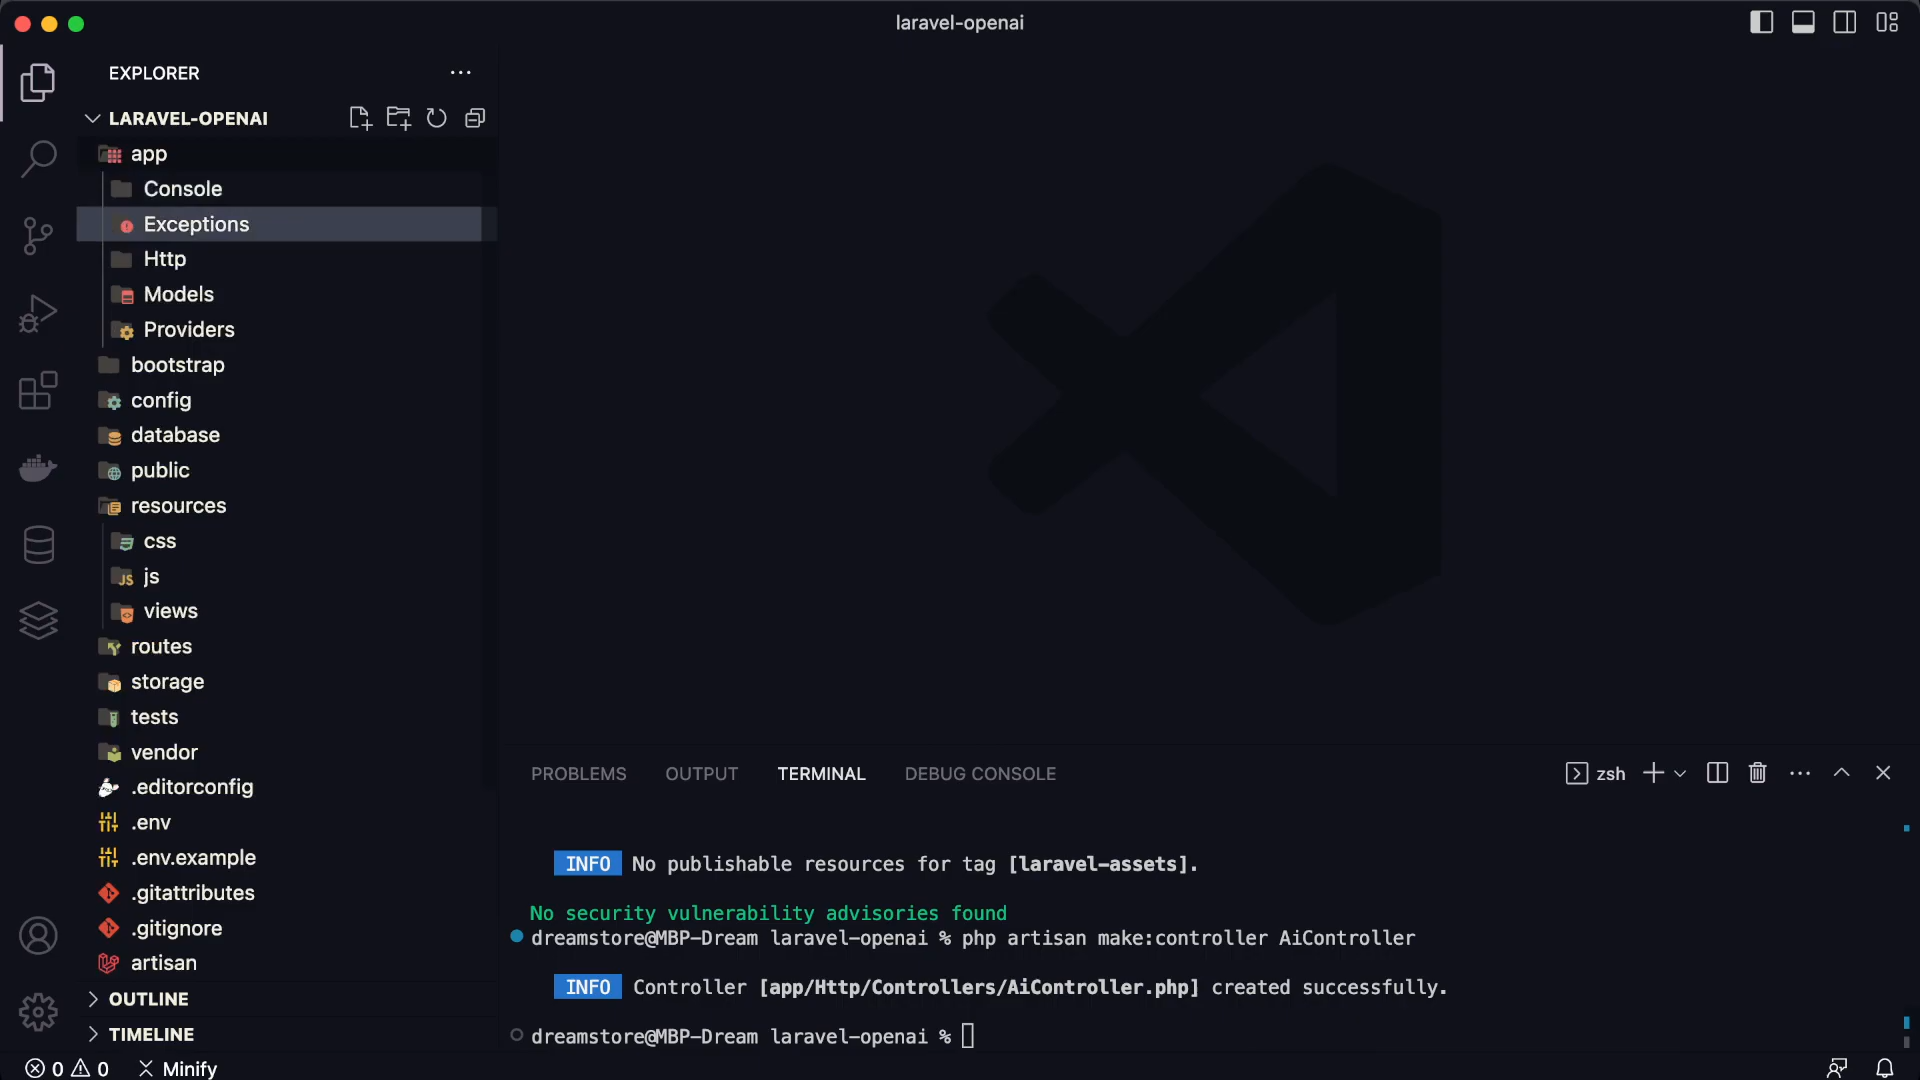 laravel-openai
EXPLORER
LARAVEL-OPENAI
app
Console
Exceptions
Http
Models
Providers
bootstrap
config
database
public
resources
css
JS js
views
routes
storage
tests
vendor
.editorconfig
.env
.env.example
.gitattributes
.gitignore
artisan
OUTLINE
TIMELINE
PROBLEMS OUTPUT TERMINAL DEBUG CONSOLE zsh
INFO No publishable resources for tag [laravel-assets].
No security vulnerability advisories found
dreamstore@MBP-Dream laravel-openai % php artisan make:controller AiController
INFO Controller [app/Http/Controllers/AiController.php] created successfully.
dreamstore@MBP-Dream laravel-openai %
0 0 Minify